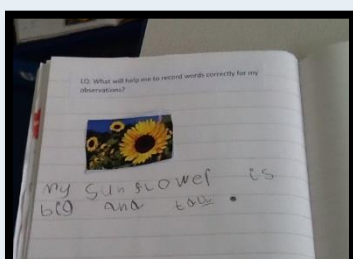 LO: What will help me to record words correctly for my
observations?
my sunflower is
big and tall.